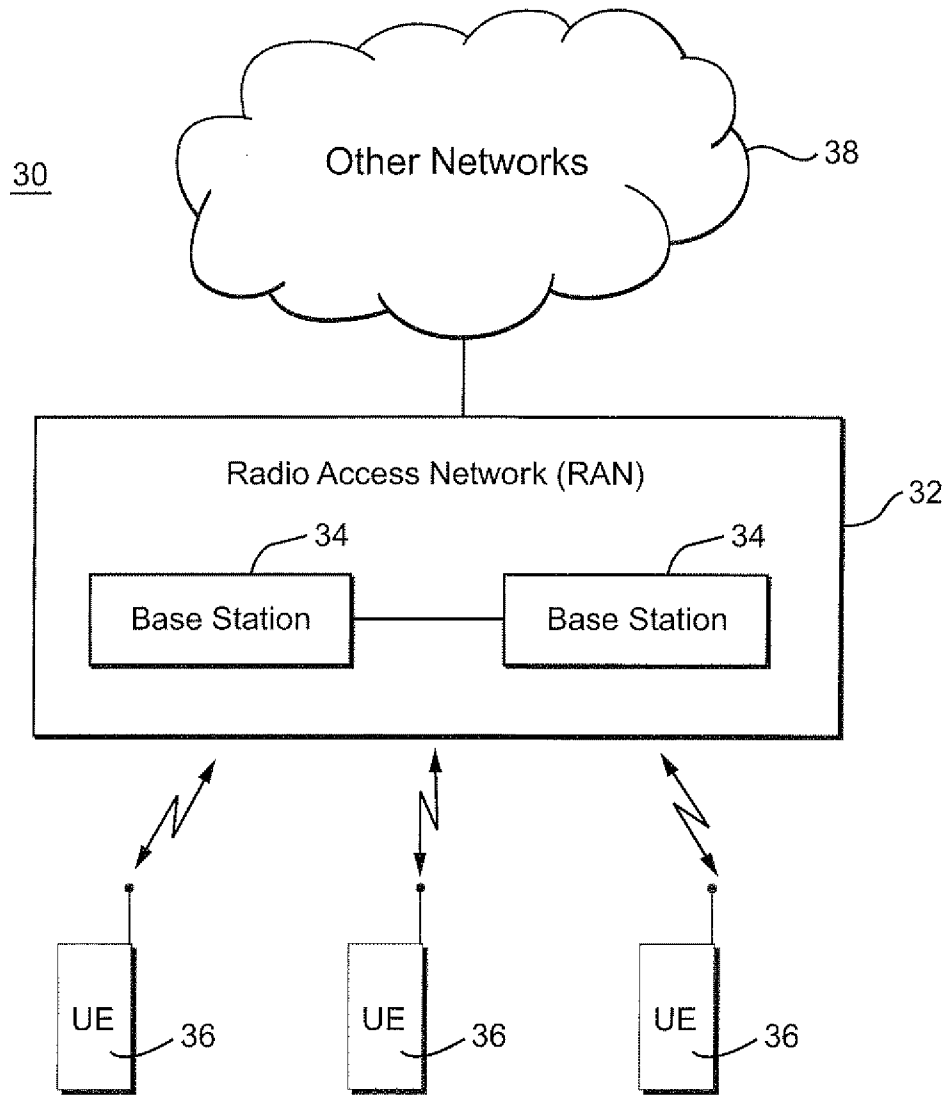 Other Networks
38
30
Radio Access Network (RAN)
32
34
34
Base Station
Base Station
UE
36
UE
36
UE
36